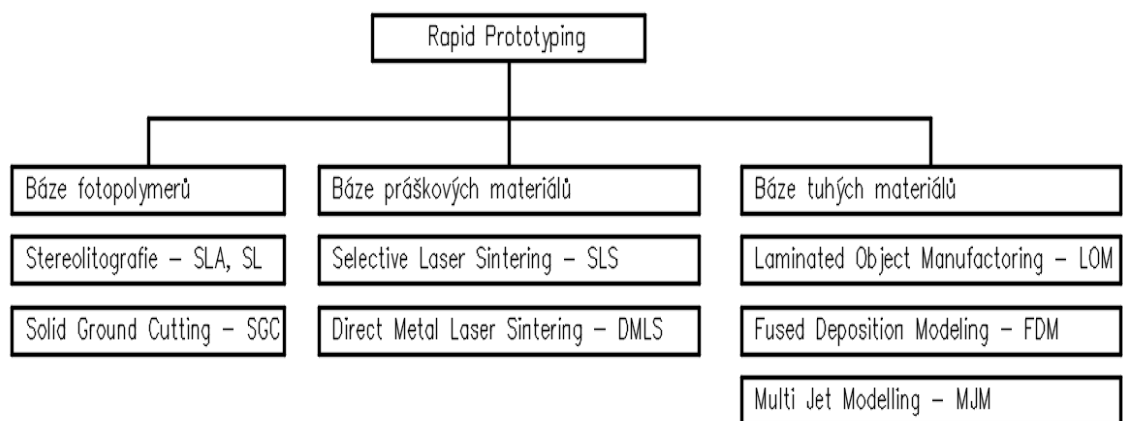 Rapid Prototyping
Báze fotopolymerů
Stereolitografie – SLA, SL
Solid Ground Cutting – SGC
Báze práškových materiálů
Selective Laser Sintering – SLS
Direct Metal Laser Sintering – DMLS
Báze tuhých materiálů
Laminated Object Manufactoring – LOM
Fused Deposition Modeling – FDM
Multi Jet Modelling – MJM